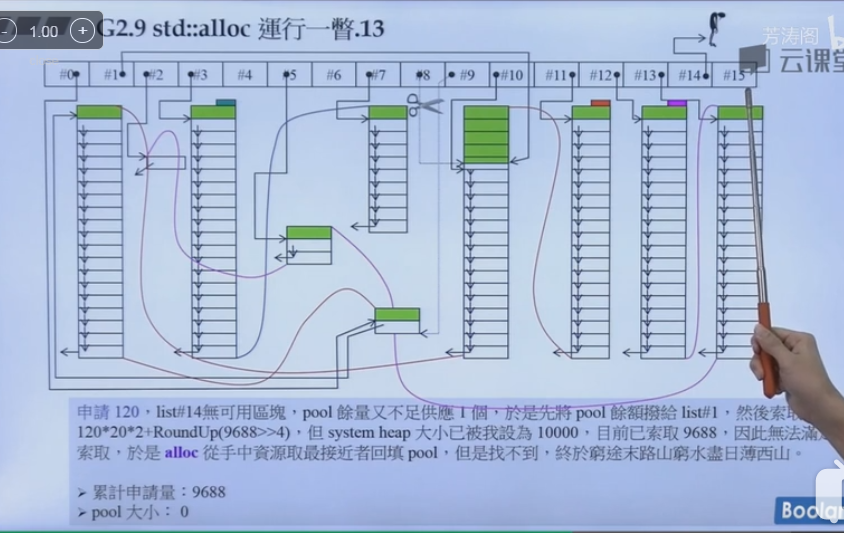 1.00
G2.9 std::alloc 運行一瞥.13
芳涛阁
云课堂
#0 #1 #2 #3 #4 #5 #6 #7 #8 #9 #10 #11 #12 #13 #14 #15
申請 120，list#14無可用區塊，pool 餘量又不足供應 1 個，於是先將 pool 餘額撥給 list#1，然後索取
120*20*2+RoundUp(9688>>4)，但 system heap 大小已被我設為 10000，目前已索取 9688，因此無法滿足
索取，於是 alloc 從手中資源取最接近者回填 pool，但是找不到，終於窮途末路山窮水盡日薄西山。
➢ 累計申請量：9688
➢ pool 大小： 0
Boolan